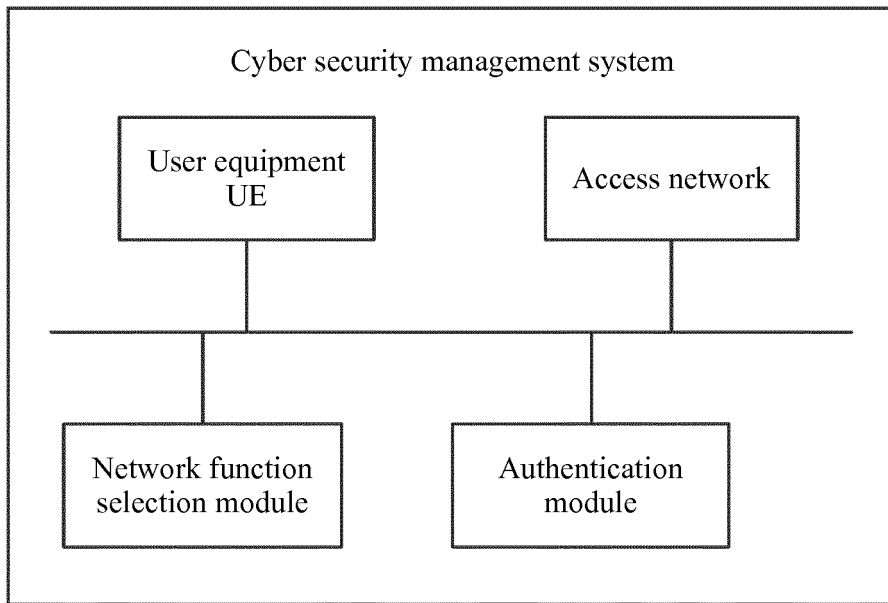 Cyber security management system
User equipment
UE
Access network
Network function
selection module
Authentication
module